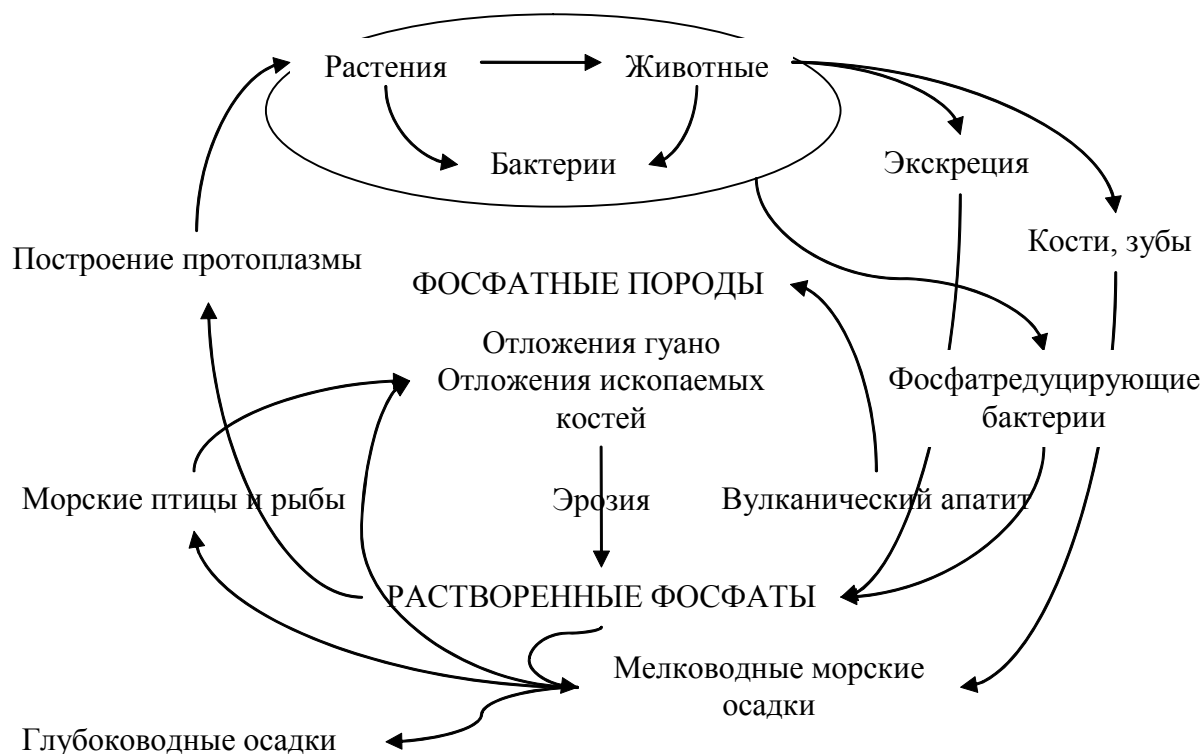 Растения
Животные
Бактерии
Экскреция
Кости, зубы
Построение протоплазмы
ФОСФАТНЫЕ ПОРОДЫ
Отложения гуано
Отложения ископаемых
костей
Фосфатредуцирующие
бактерии
Морские птицы и рыбы
Эрозия
Вулканический апатит
РАСТВОРЕННЫЕ ФОСФАТЫ
Мелководные морские
осадки
Глубоководные осадки